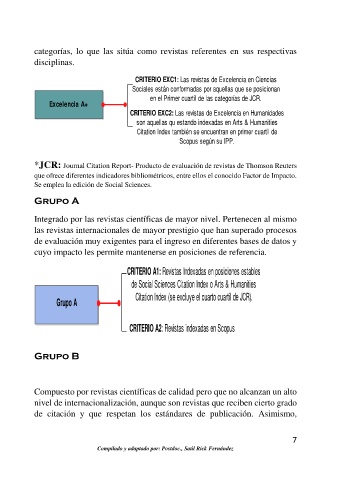 categorías, lo que las sitúa como revistas referentes en sus respectivas
disciplinas.
CRITERIO EXC1: Las revistas de Excelencia en Ciencias
Sociales están conformadas por aquellas que se posicionan
en el Primer cuartil de las categorías de JCR.
Excelencia A+
CRITERIO EXC2: Las revistas de Excelencia en Humanidades
son aquellas qu estando indexadas en Arts & Humanities
Citation Index también se encuentran en primer cuartil de
Scopus según su IPP.
*JCR: Journal Citation Report- Producto de evaluación de revistas de Thomson Reuters
que ofrece diferentes indicadores bibliométricos, entre ellos el conocido Factor de Impacto.
Se emplea la edición de Social Sciences.
GRUPO A
Integrado por las revistas científicas de mayor nivel. Pertenecen al mismo
las revistas internacionales de mayor prestigio que han superado procesos
de evaluación muy exigentes para el ingreso en diferentes bases de datos y
cuyo impacto les permite mantenerse en posiciones de referencia.
CRITERIO A1: Revistas Indexadas en posiciones estables
de Social Sciences Citation Index o Arts & Humanities
Citation Index (se excluye el cuarto cuartil de JCR).
Grupo A
CRITERIO A2: Revistas indexadas en Scopus
GRUPO B
Compuesto por revistas científicas de calidad pero que no alcanzan un alto
nivel de internacionalización, aunque son revistas que reciben cierto grado
de citación y que respetan los estándares de publicación. Asimismo,
7
Compilado y adaptado por: Postdoc., Saúl Rick Fernández